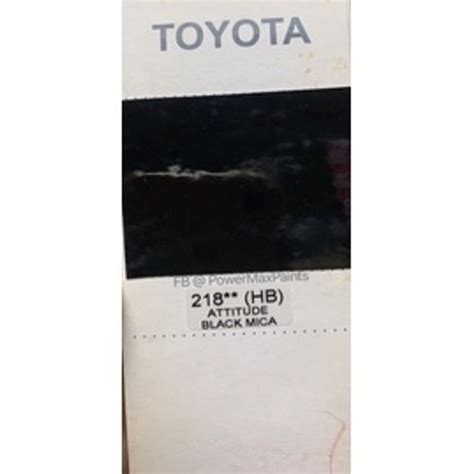 TOYOTA
FB @ PowerMaxPaints
218** (HB)
ATTITUDE
BLACK MICA